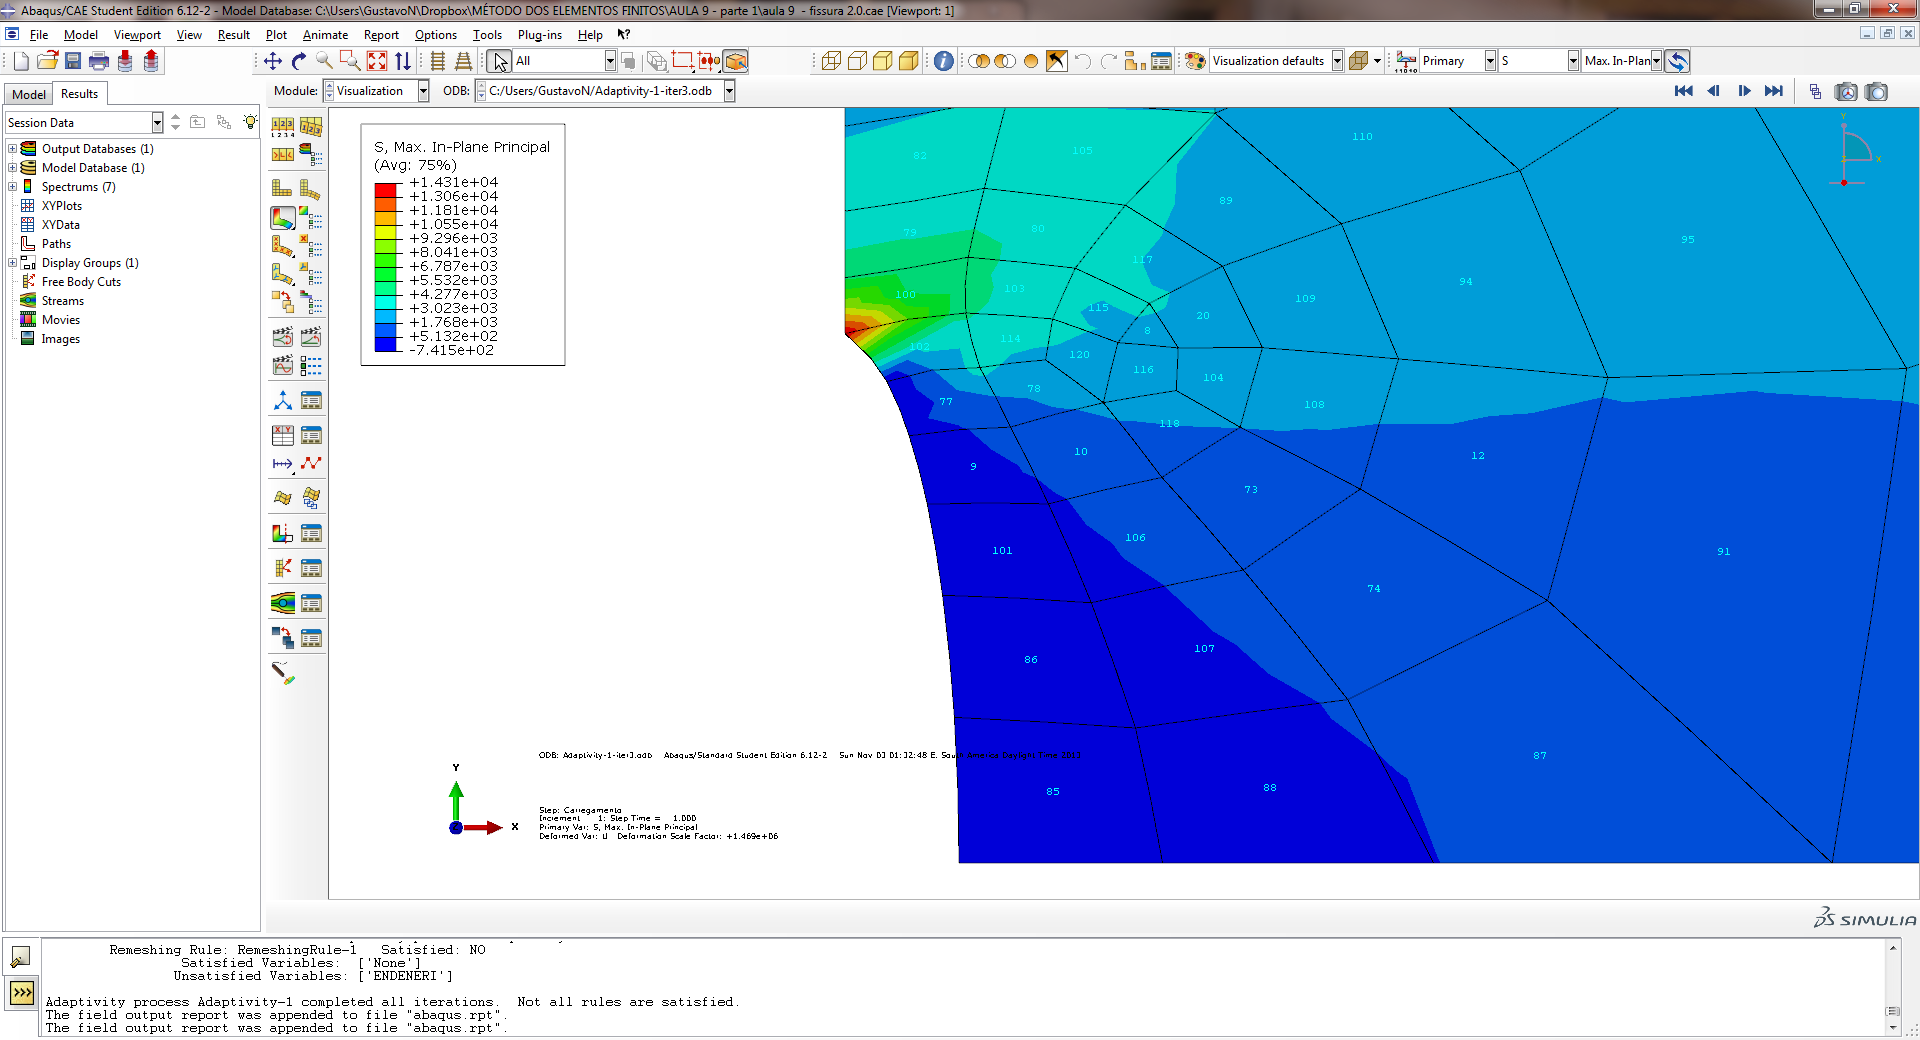 Abaqus/CAE Student Edition 6.12-2 - Model Database: C:\Users\GustavoN\Dropbox\MÉTODO DOS ELEMENTOS FINITOS\AULA 9 - parte 1\aula 9 - fissura 2.0.cae [Viewport: 1]
File Model Viewport View Result Plot Animate Report Options Tools Plug-ins Help
All Visualization defaults Primary S Max. In-Plan
Model Results Module: Visualization ODB: C:/Users/GustavoN/Adaptivity-1-iter3.odb
Session Data
Output Databases (1)
Model Database (1)
Spectrums (7)
XYPlots
XYData
Paths
Display Groups (1)
Free Body Cuts
Streams
Movies
Images
S, Max. In-Plane Principal
(Avg: 75%)
+1.431e+04
+1.306e+04
+1.181e+04
+1.055e+04
+9.296e+03
+8.041e+03
+6.787e+03
+5.532e+03
+4.277e+03
+3.023e+03
+1.768e+03
+5.132e+02
-7.415e+02
110
82
105
89
79
80
95
117
94
103
100
109
115
20
8
114
102
120
116
104
78
77
108
118
10
12
9
73
106
101
91
74
107
86
87
88
85
ODB: Adaptivity-1-iter3.odb Abaqus/Standard Student Edition 6.12-2 Sun Nov 03 01:32:48 E. South America Daylight Time
Y
X
Step: Carregamento
Increment 1: Step Time = 1.000
Primary Var: S, Max. In-Plane Principal
Deformed Var: U Deformation Scale Factor: +1.469e+06
SIMULIA
Remeshing Rule: RemeshingRule-1 Satisfied: NO
Satisfied Variables: ['None']
Unsatisfied Variables: ['ENDENERI']
Adaptivity process Adaptivity-1 completed all iterations. Not all rules are satisfied.
The field output report was appended to file "abaqus.rpt".
The field output report was appended to file "abaqus.rpt".